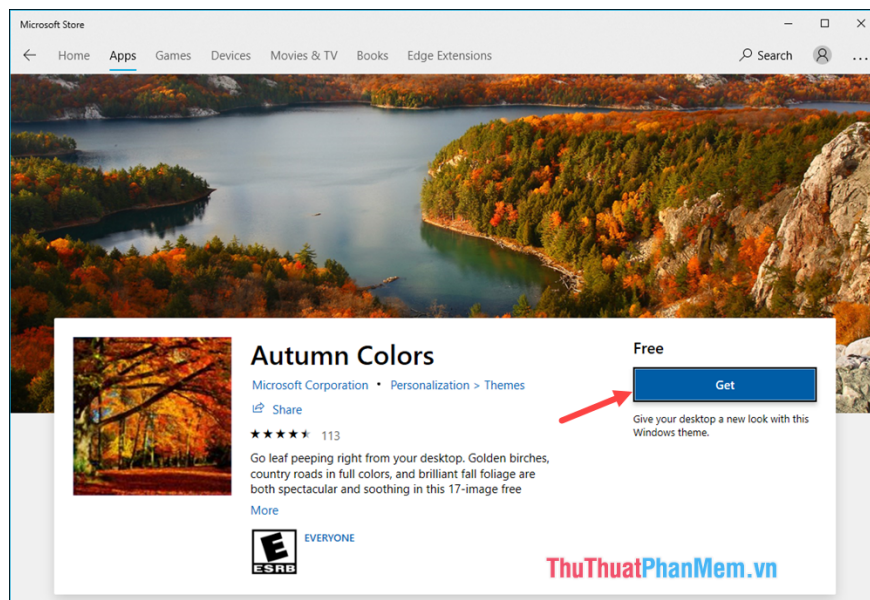 Microsoft Store
Home Apps Games Devices Movies & TV Books Edge Extensions Search
Autumn Colors
Microsoft Corporation • Personalization > Themes
Share
113
Go leaf peeping right from your desktop. Golden birches,
country roads in full colors, and brilliant fall foliage are
both spectacular and soothing in this 17-image free
More
E
ESRB
EVERYONE
Free
Get
Give your desktop a new look with this
Windows theme.
ThuThuatPhanMem.vn